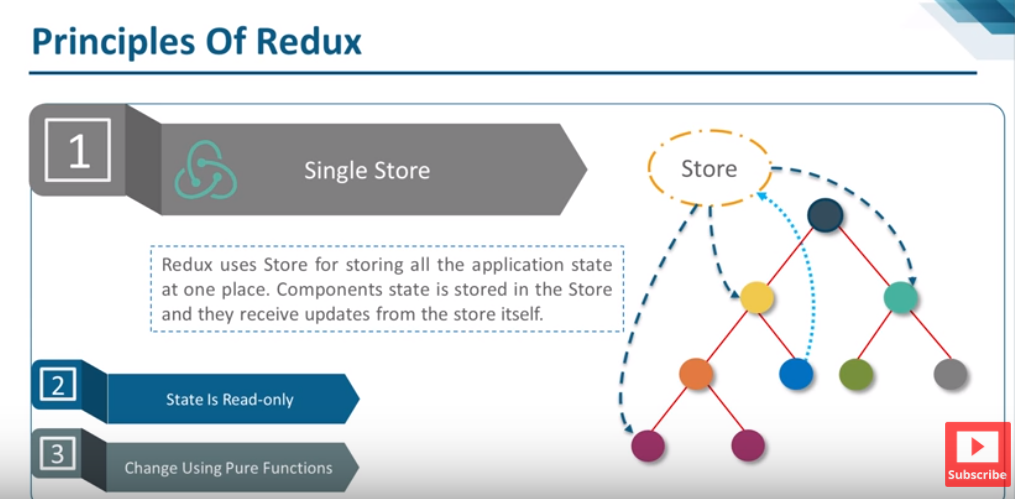 Principles Of Redux
1
Single Store
Store
Redux uses Store for storing all the application state
at one place. Components state is stored in the Store
and they receive updates from the store itself.
2
State Is Read-only
3
Change Using Pure Functions
Subscribe